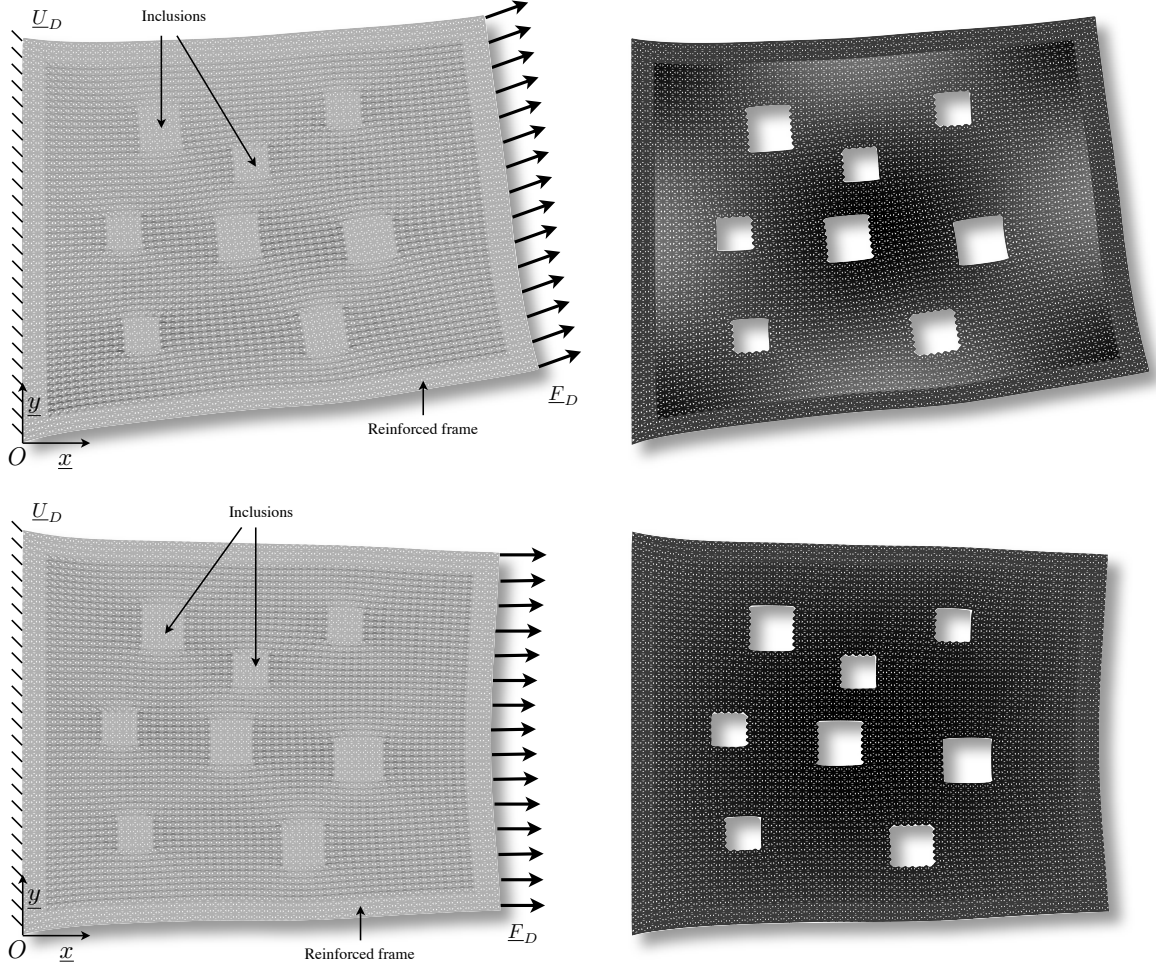 U_D
Inclusions
y
F_D
Reinforced frame
O
x
U_D
Inclusions
y
F_D
O
x
Reinforced frame